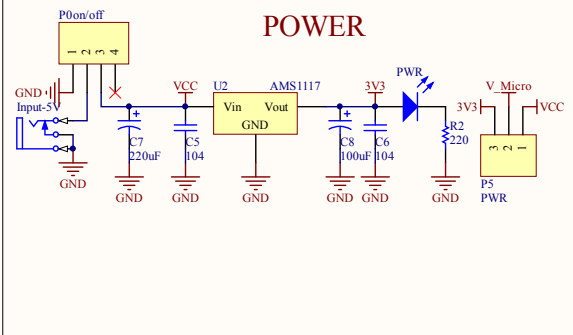 POWER
P0on/off
1 2 3 4
GND
Input-5V
VCC U2 AMS1117 3V3 PWR V_Micro
Vin Vout
GND
3V3 VCC
C7
220uF
C5
104
C8
100uF
C6
104
R2
220
3 2 1
P5
PWR
GND GND GND GND GND GND GND